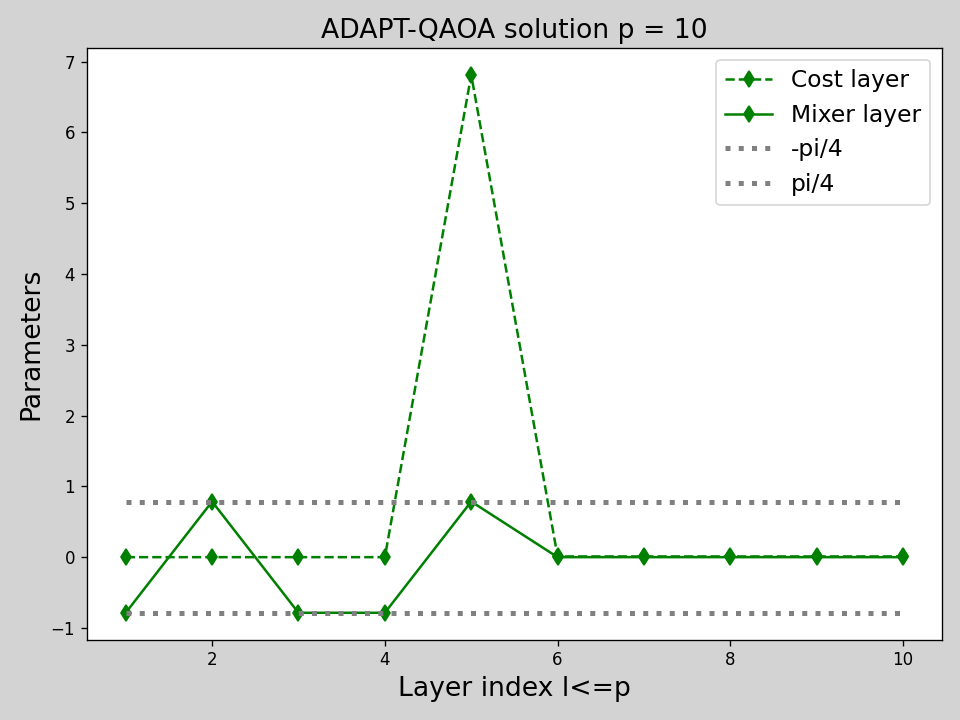 ADAPT-QAOA solution p = 10
Cost layer
Mixer layer
-pi/4
pi/4
Parameters
7
6
5
4
3
2
1
0
−1
2 4 6 8 10
Layer index l<=p